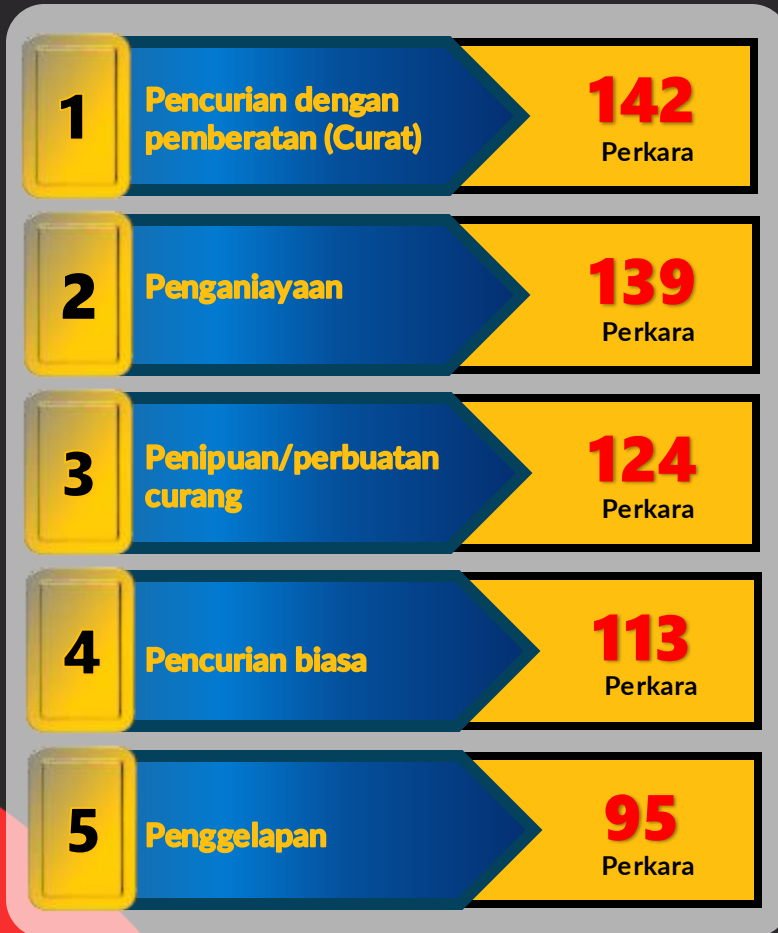 1
Pencurian dengan
pemberatan (Curat)
142
Perkara
2
Penganiayaan
139
Perkara
3
Penipuan/perbuatan
curang
124
Perkara
4
Pencurian biasa
113
Perkara
5
Penggelapan
95
Perkara